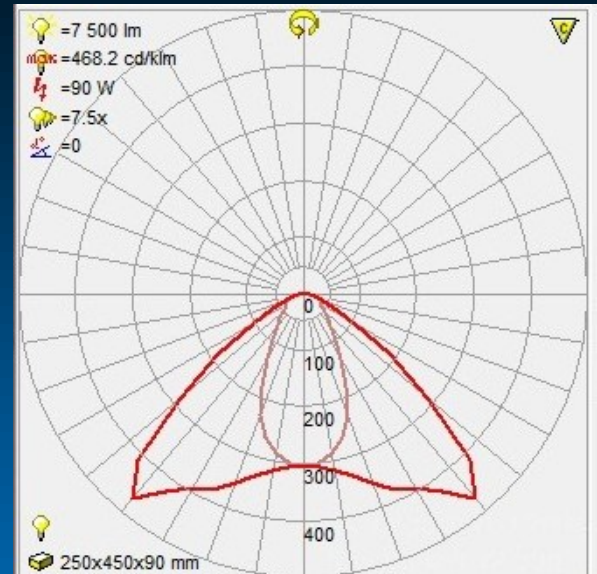 =7 500 lm
max =468.2 cd/klm
=90 W
=7.5x
=0
C
0
100
200
300
400
250x450x90 mm